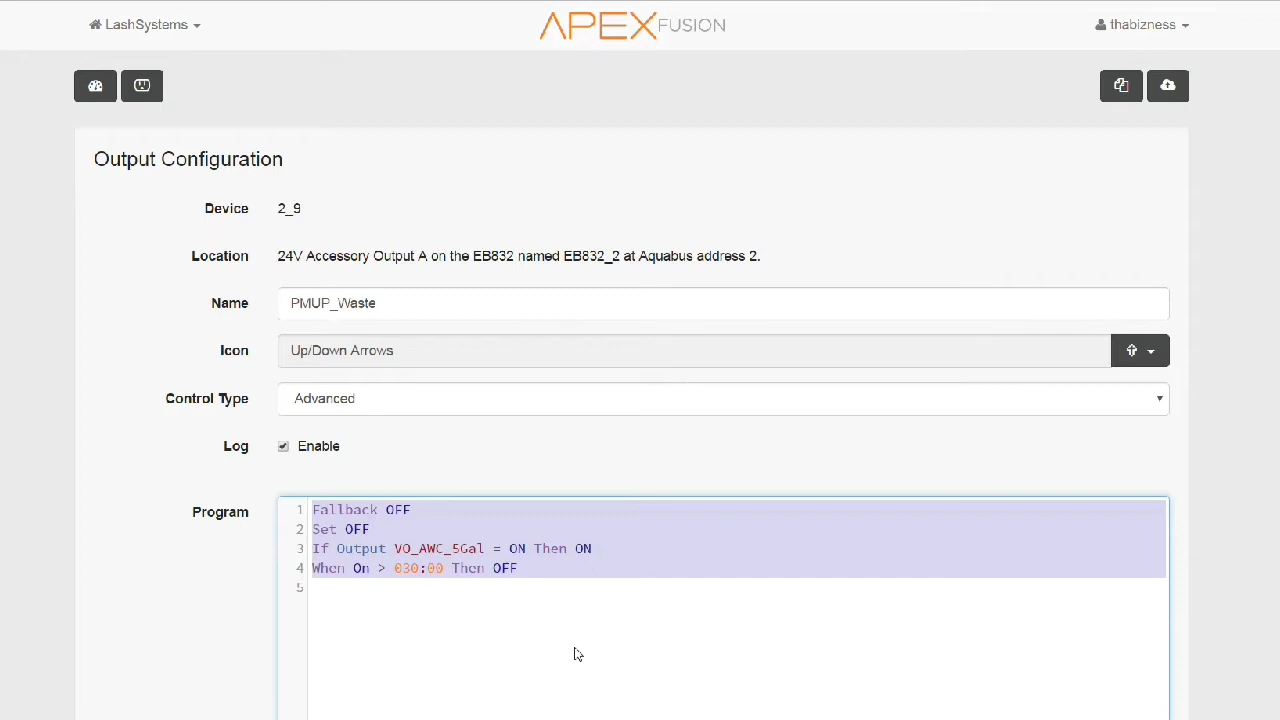 LashSystems
APEX FUSION
thabizness
Output Configuration
Device 2_9
Location 24V Accessory Output A on the EB832 named EB832_2 at Aquabus address 2.
Name PMUP_Waste
Icon Up/Down Arrows
Control Type Advanced
Log Enable
Program
1 Fallback OFF
2 Set OFF
3 If Output VO_AWC_5Gal = ON Then ON
4 When On > 030:00 Then OFF
5